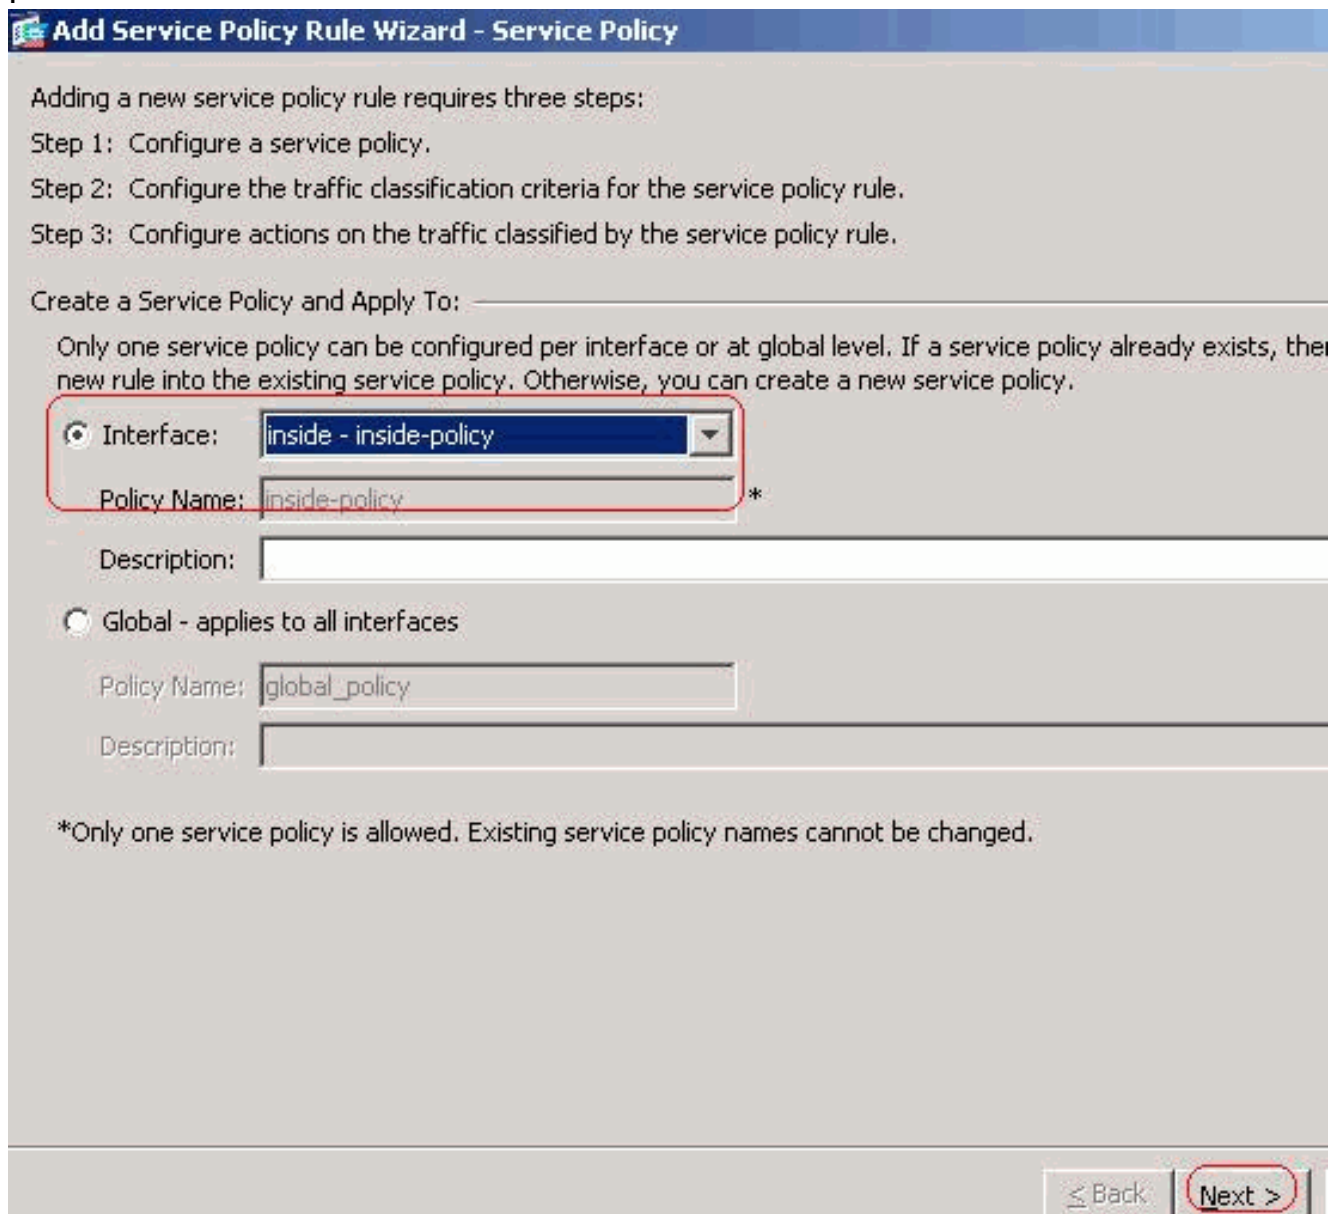 Add Service Policy Rule Wizard - Service Policy
Adding a new service policy rule requires three steps:
Step 1: Configure a service policy.
Step 2: Configure the traffic classification criteria for the service policy rule.
Step 3: Configure actions on the traffic classified by the service policy rule.
Create a Service Policy and Apply To:
Only one service policy can be configured per interface or at global level. If a service policy already exists, then
new rule into the existing service policy. Otherwise, you can create a new service policy.
Interface: inside - inside-policy
Policy Name: inside-policy *
Description:
Global - applies to all interfaces
Policy Name: global_policy
Description:
*Only one service policy is allowed. Existing service policy names cannot be changed.
< Back Next >